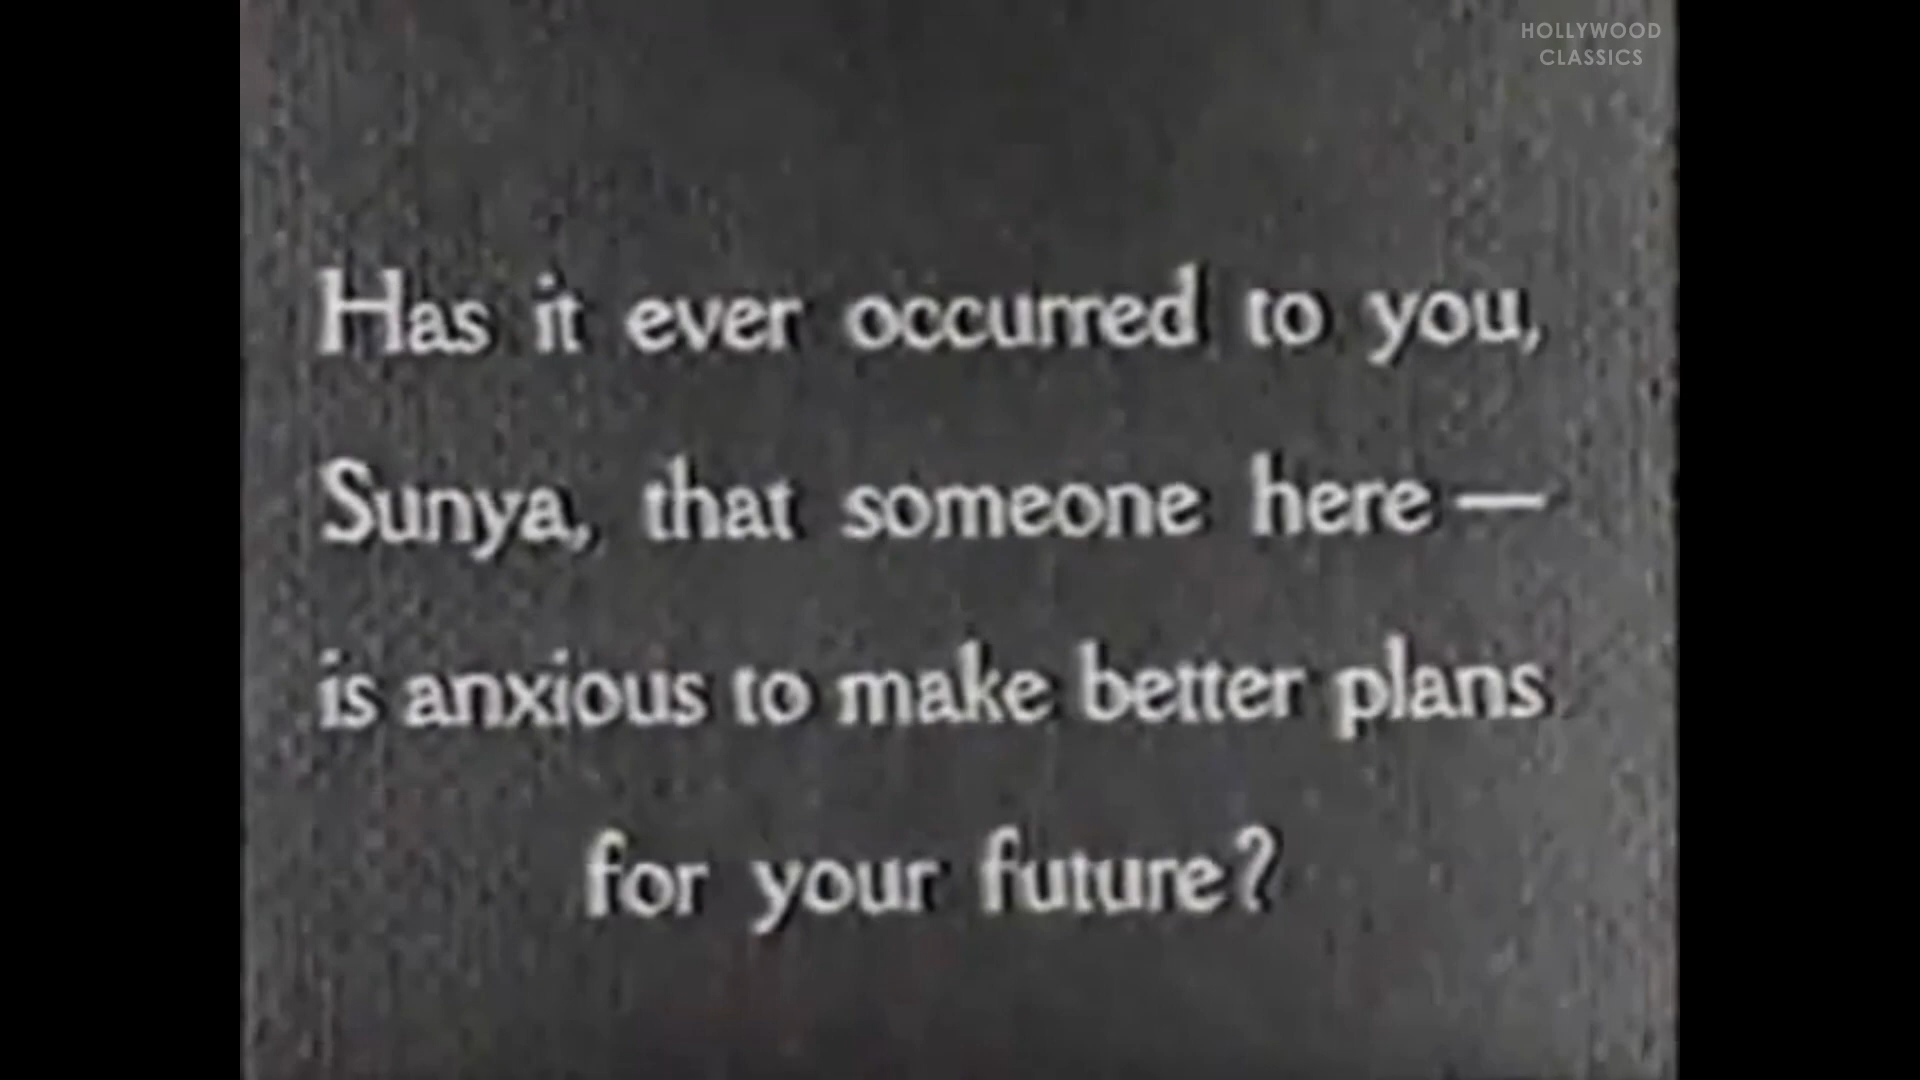 HOLLYWOOD
CLASSICS
Has it ever occurred to you,
Sunya, that someone here —
is anxious to make better plans
for your future?